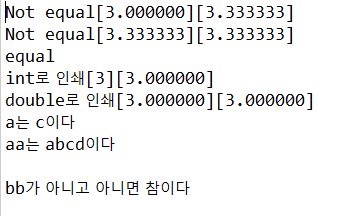 Not equal[3.000000][3.333333]
Not equal[3.333333][3.333333]
equal
int로 인쇄[3][3.000000]
double로 인쇄[3.000000][3.000000]
a는 c이다
aa는 abcd이다
bb가 아니고 아니면 참이다